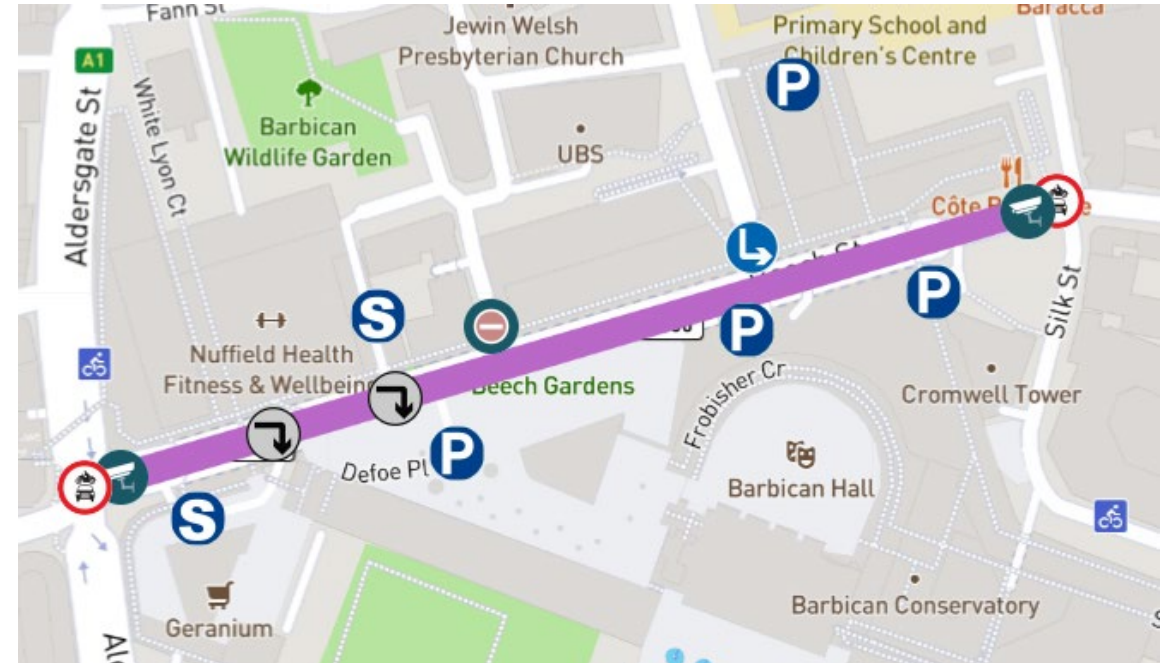 Fann St
Jewin Welsh
Presbyterian Church
Primary School and
Children's Centre
Baracca
A1
P
White Lyon Ct
Aldersgate St
Barbican
Wildlife Garden
UBS
Côte
L
S
P
P
Silk St
Nuffield Health
Fitness & Wellbeing
Beech Gardens
Cromwell Tower
Frobisher Cr
Defoe Pl
P
Barbican Hall
S
Barbican Conservatory
Geranium